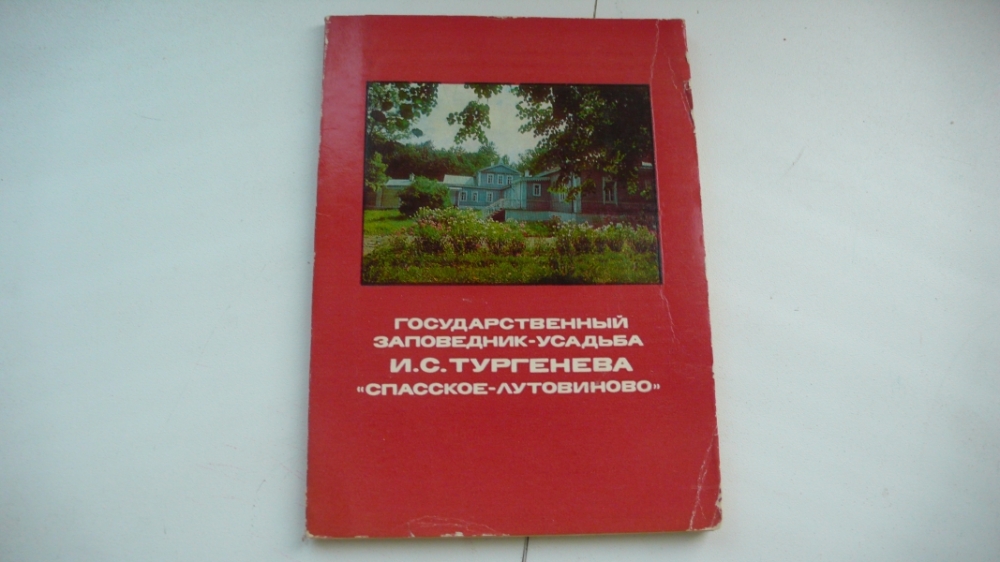 ГОСУДАРСТВЕННЫЙ
ЗАПОВЕДНИК-УСАДЬБА
И.С.ТУРГЕНЕВА
«СПАССКОЕ-ЛУТОВИНОВО»